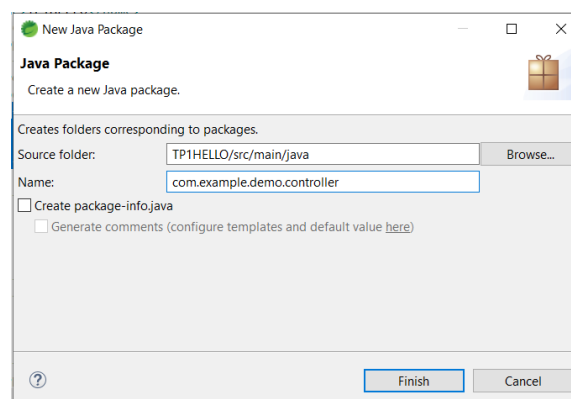 New Java Package
Java Package
Create a new Java package.
Creates folders corresponding to packages.
Source folder: TP1HELLO/src/main/java Browse...
Name: com.example.demo.controller
Create package-info.java
Generate comments (configure templates and default value here)
Finish Cancel